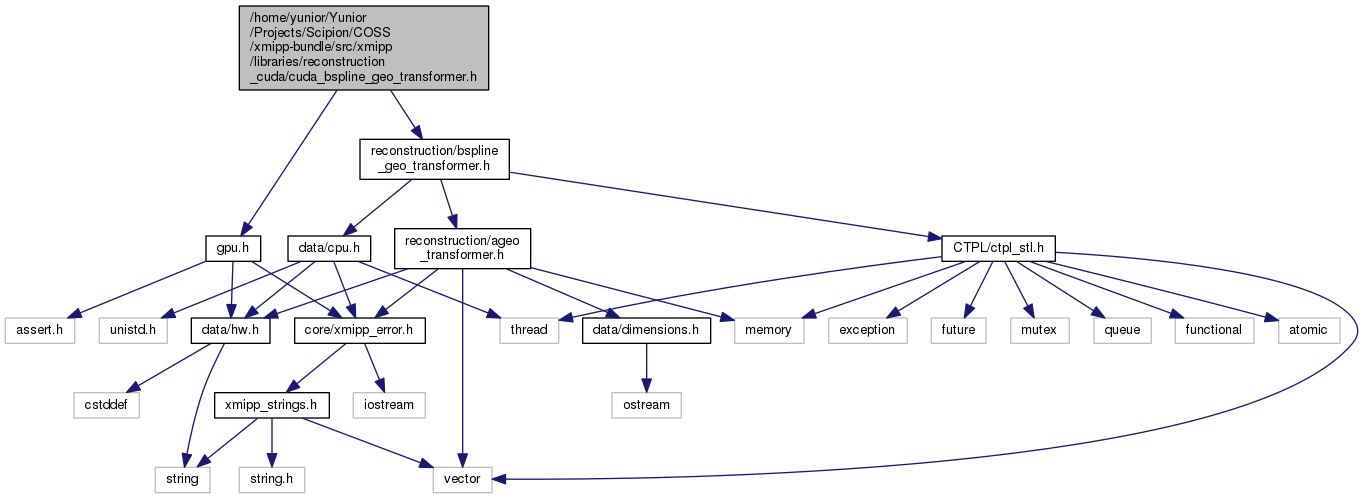 /home/yunior/Yunior
/Projects/Scipion/COSS
/xmipp-bundle/src/xmipp
/libraries/reconstruction
_cuda/cuda_bspline_geo_transformer.h
reconstruction/bspline
_geo_transformer.h
gpu.h
data/cpu.h
reconstruction/ageo
_transformer.h
CTPL/ctpl_stl.h
assert.h
unistd.h
data/hw.h
core/xmipp_error.h
thread
data/dimensions.h
memory
exception
future
mutex
queue
functional
atomic
cstddef
xmipp_strings.h
iostream
ostream
string
string.h
vector